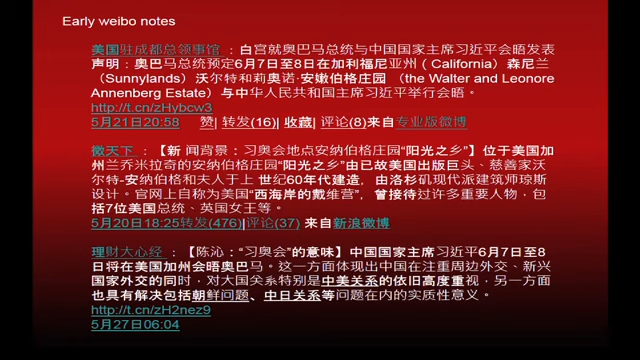 Early weibo notes
美国驻成都总领事馆 ：白宫就奥巴马总统与中国国家主席习近平会晤发表
声明：奥巴马总统预定6月7日至8日在加利福尼亚州（California）森尼兰
（Sunnylands）沃尔特和莉奥诺·安嫩伯格庄园 （the Walter and Leonore
Annenberg Estate）与中华人民共和国主席习近平举行会晤。
http://t.cn/zHybcw3
5月21日20:58 赞| 转发(16)| 收藏| 评论(8)来自专业版微博
微天下 ：【新 闻背景：习奥会地点安纳伯格庄园“阳光之乡”】位于美国加
州兰乔米拉奇的安纳伯格庄园“阳光之乡”由已故美国出版巨头、慈善家沃
尔特-安纳伯格和夫人于上 世纪60年代建造，由洛杉矶现代派建筑师琼斯
设计。官网上自称为美国“西海岸的戴维营”，曾接待过许多重要人物，包
括7位美国总统、英国女王等。
5月20日18:25转发(476)|评论(37) 来自新浪微博
理财大心经 ：【陈沁：“习奥会”的意味】中国国家主席习近平6月7日至8
日将在美国加州会晤奥巴马。这一方面体现出中国在注重周边外交、新兴
国家外交的同时，对大国关系特别是中美关系的依旧高度重视，另一方面
也具有解决包括朝鲜问题、中日关系等问题在内的实质性意义。
http://t.cn/zH2nez9
5月27日06:04